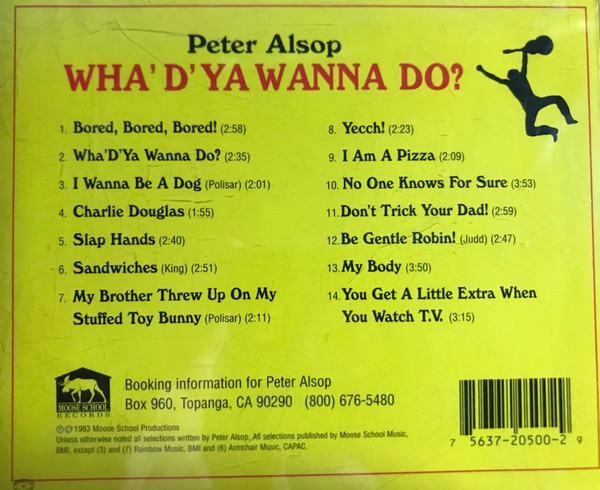 Peter Alsop
WHA' D' YA WANNA DO?
1. Bored, Bored, Bored! (2:58)
2. Wha'D'Ya Wanna Do? (2:35)
3. I Wanna Be A Dog (Polisar) (2:01)
4. Charlie Douglas (1:55)
5. Slap Hands (2:40)
6. Sandwiches (King) (2:51)
7. My Brother Threw Up On My
Stuffed Toy Bunny (Polisar) (2:11)
8. Yecch! (2:23)
9. I Am A Pizza (2:09)
10. No One Knows For Sure (3:53)
11. Don't Trick Your Dad! (2:59)
12. Be Gentle Robin! (Judd) (2:47)
13. My Body (3:50)
14. You Get A Little Extra When
You Watch T.V. (3:15)
MOOSE SCHOOL
RECORDS
Booking information for Peter Alsop
Box 960, Topanga, CA 90290 (800) 676-5480
℗©1983 Moose School Productions
Unless otherwise noted all selections written by Peter Alsop, All selections published by Moose School Music,
BMI, except (3) and (7) Rainbow Music, BMI and (6) Armchair Music, CAPAC.
7 5637-20500-2 9